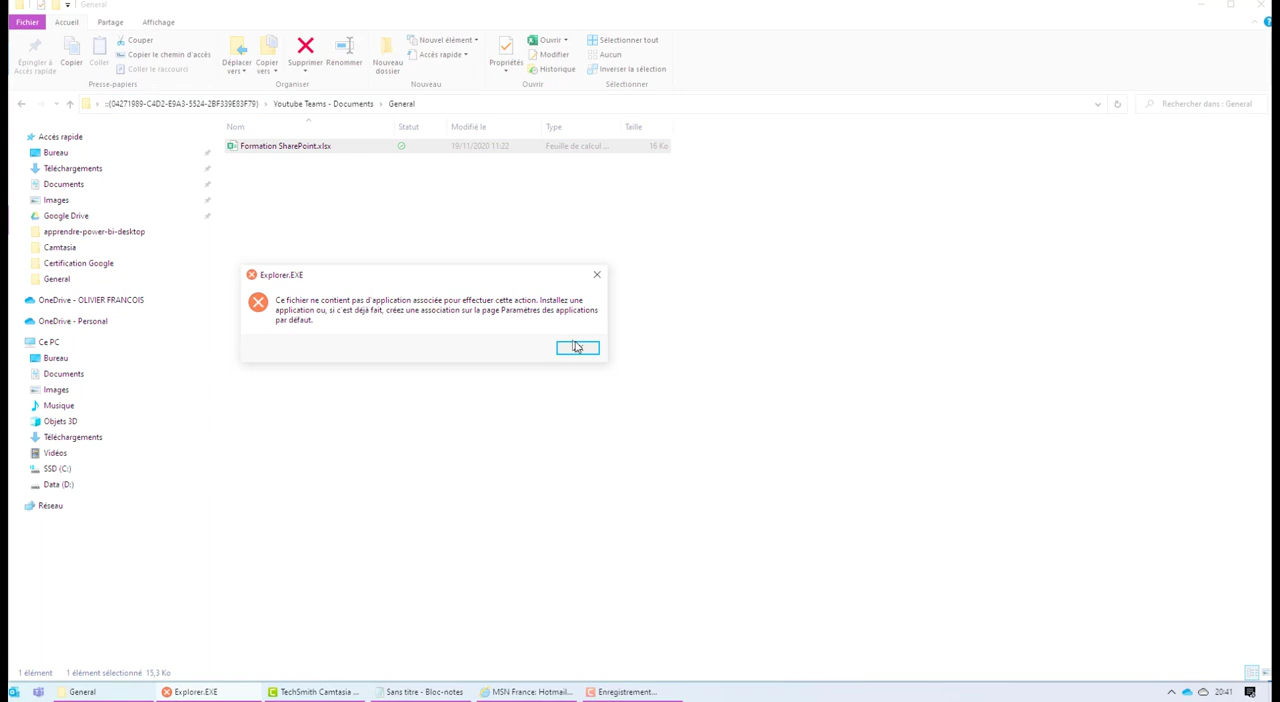 General
Fichier Accueil Partage Affichage
Épingler à Accès rapide
Copier
Coller
Couper
Copier le chemin d'accès
Coller le raccourci
Presse-papiers
Déplacer vers
Copier vers
Supprimer
Renommer
Organiser
Nouveau dossier
Nouvel élément
Accès rapide
Nouveau
Propriétés
Ouvrir
Modifier
Historique
Ouvrir
Sélectionner tout
Aucun
Inverser la sélection
Sélectionner
::{04271989-C4D2-E9A3-5524-2BF339E83F79} Youtube Teams - Documents General
Rechercher dans : General
Nom Statut Modifié le Type Taille
Formation SharePoint.xlsx 19/11/2020 11:22 Feuille de calcul ... 16 Ko
Accès rapide
Bureau
Téléchargements
Documents
Images
Google Drive
apprendre-power-bi-desktop
Camtasia
Certification Google
General
OneDrive - OLIVIER FRANCOIS
OneDrive - Personal
Ce PC
Bureau
Documents
Images
Musique
Objets 3D
Téléchargements
Vidéos
SSD (C:)
Data (D:)
Réseau
Explorer.EXE
Ce fichier ne contient pas d'application associée pour effectuer cette action. Installez une
application ou, si c'est déjà fait, créez une association sur la page Paramètres des applications
par défaut.
1 élément 1 élément sélectionné 15,3 Ko
General Explorer.EXE TechSmith Camtasia ... Sans titre - Bloc-notes MSN France: Hotmail... Enregistrement... 20:41